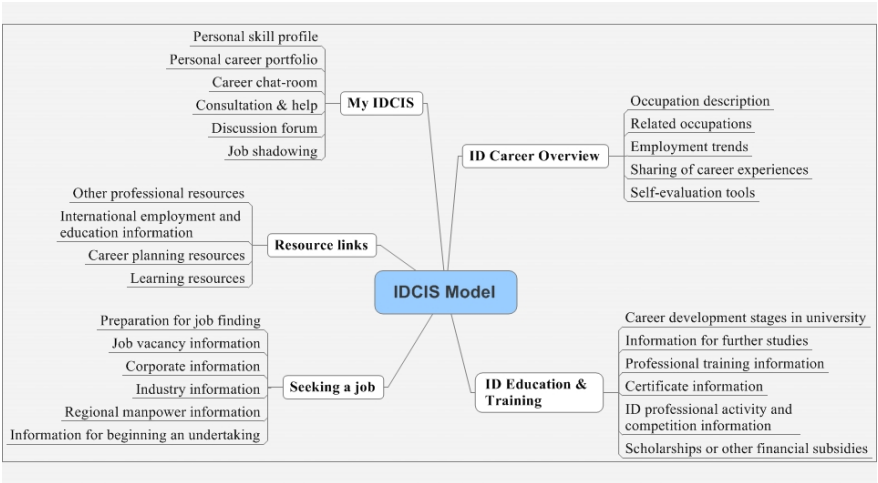 Personal skill profile
Personal career portfolio
Career chat-room
Consultation & help
Discussion forum
Job shadowing
My IDCIS
ID Career Overview
Occupation description
Related occupations
Employment trends
Sharing of career experiences
Self-evaluation tools
Other professional resources
International employment and
education information
Career planning resources
Learning resources
Resource links
IDCIS Model
Preparation for job finding
Job vacancy information
Corporate information
Industry information
Regional manpower information
Information for beginning an undertaking
Seeking a job
ID Education &
Training
Career development stages in university
Information for further studies
Professional training information
Certificate information
ID professional activity and
competition information
Scholarships or other financial subsidies